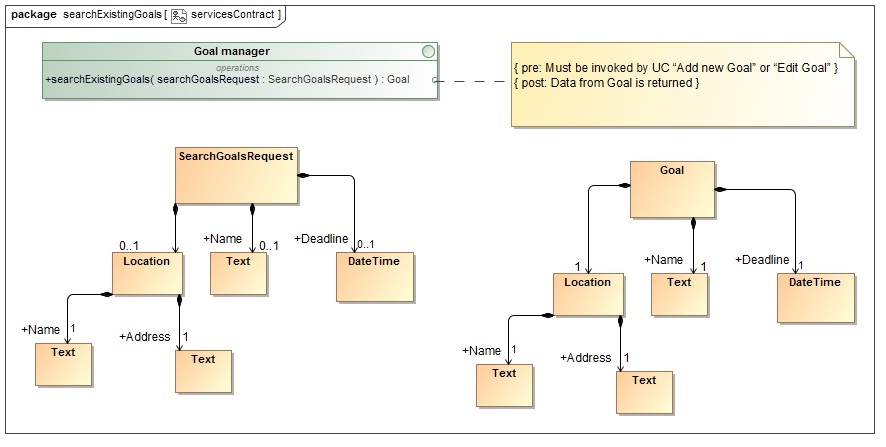 package searchExistingGoals [ servicesContract ]
Goal manager
operations
+searchExistingGoals( searchGoalsRequest : SearchGoalsRequest ) : Goal
{ pre: Must be invoked by UC “Add new Goal” or “Edit Goal” }
{ post: Data from Goal is returned }
SearchGoalsRequest
0..1
+Name
0..1
+Deadline
0..1
Location
Text
DateTime
+Name
1
+Address
1
Text
Text
Goal
1
+Name
1
+Deadline
1
Location
Text
DateTime
+Name
1
+Address
1
Text
Text